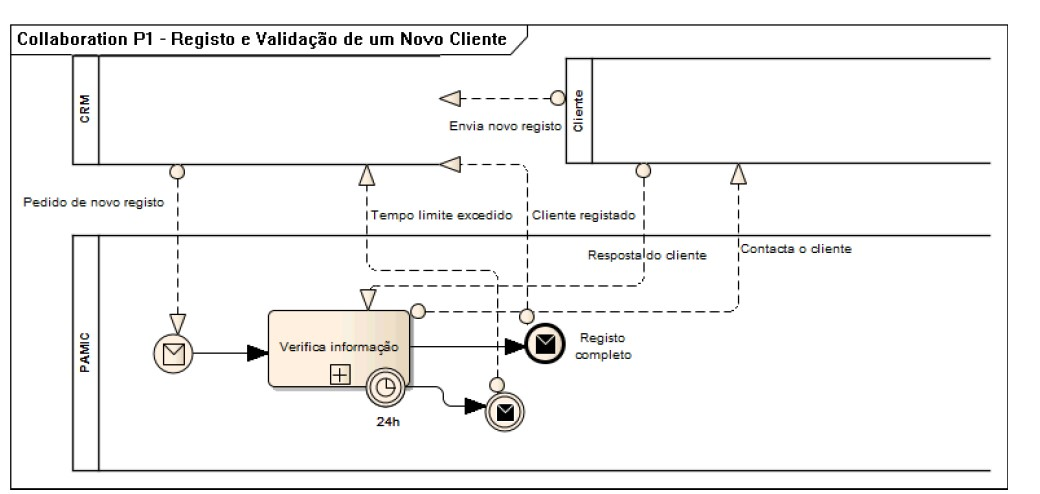 Collaboration P1 - Registo e Validação de um Novo Cliente
CRM
Cliente
Envia novo registo
Pedido de novo registo
Tempo limite excedido
Cliente registado
Resposta do cliente
Contacta o cliente
PAMIC
Verifica informação
Registo
completo
24h